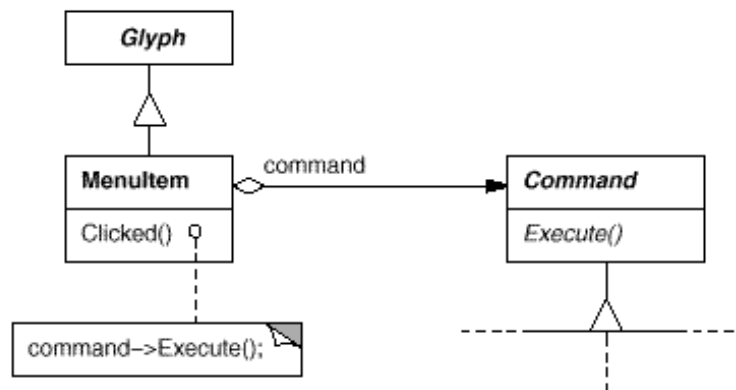 Glyph
MenuItem
command
Command
Clicked()
Execute()
command–>Execute();